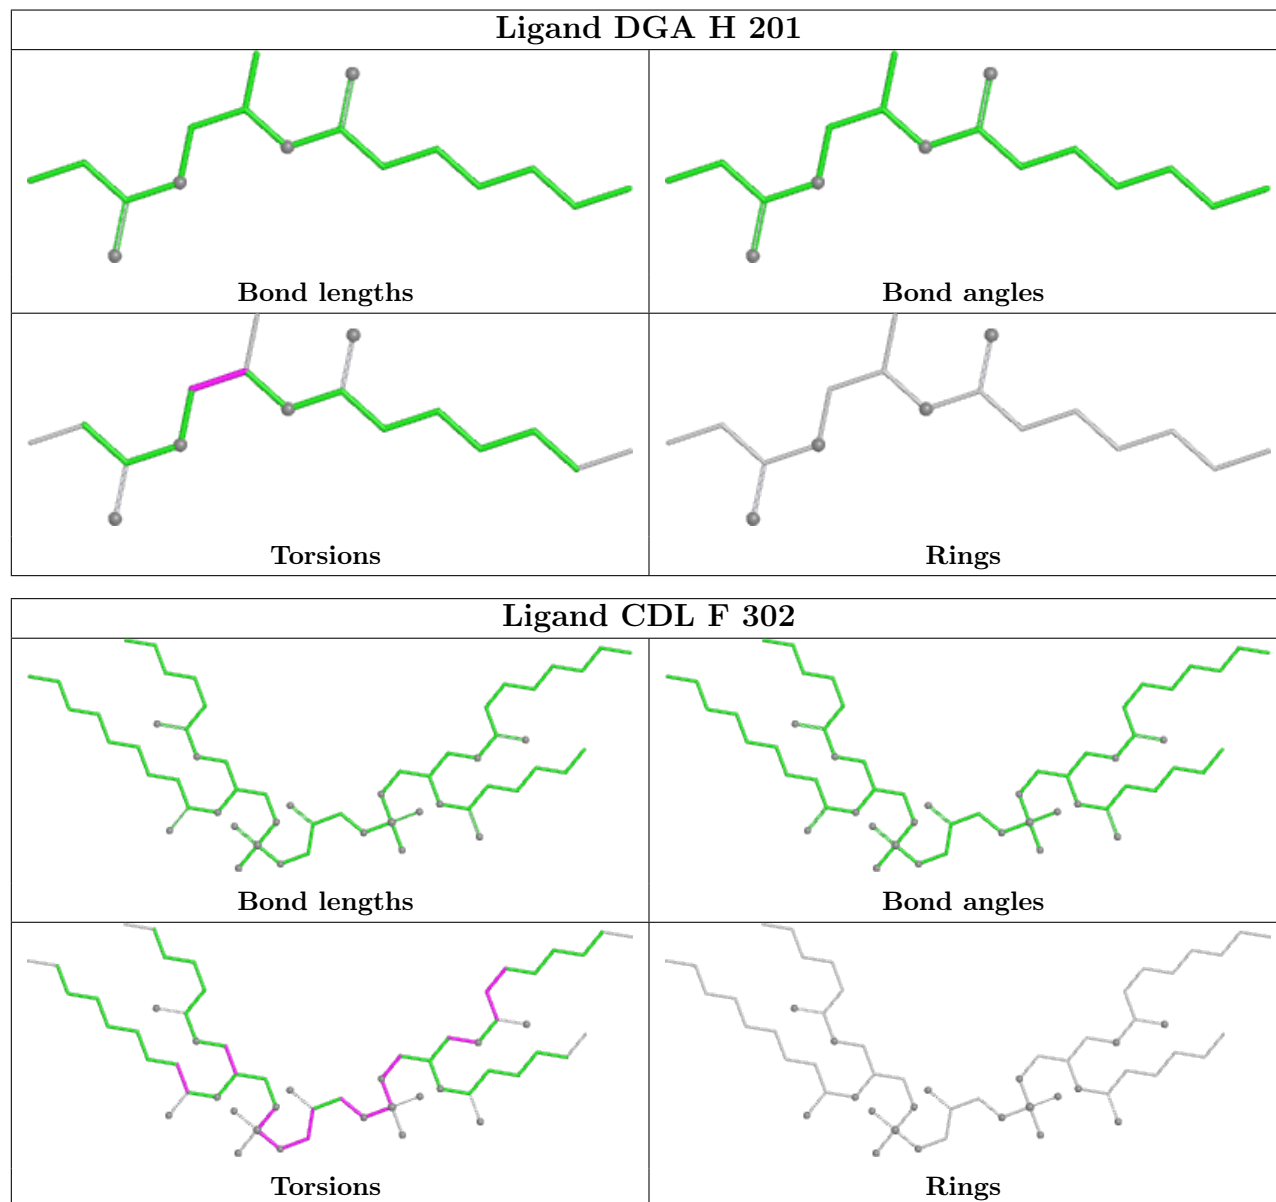 Ligand DGA H 201
Bond lengths
Bond angles
Torsions
Rings
Ligand CDL F 302
Bond lengths
Bond angles
Torsions
Rings